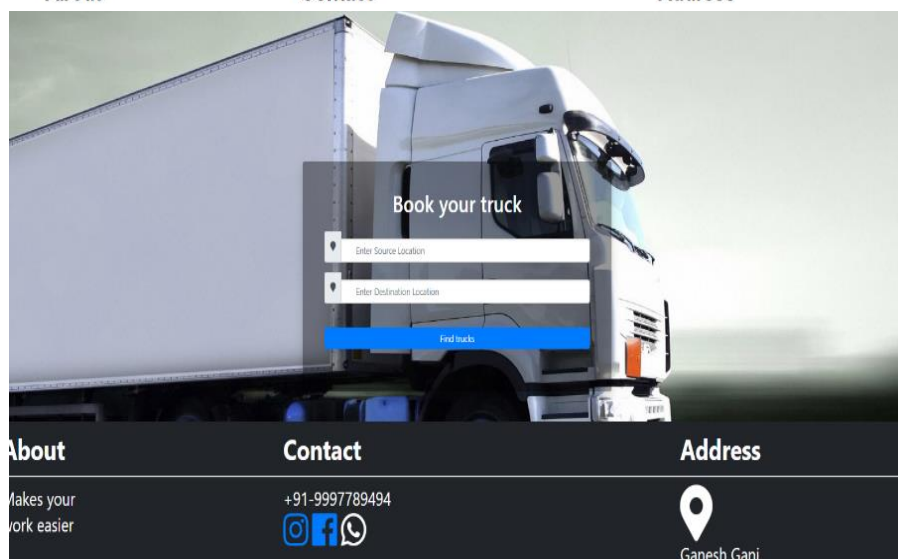 Book your truck
Enter Source Location
Enter Destination Location
Find trucks
About
Contact
Address
Makes your
work easier
+91-9997789494
Ganesh Ganj